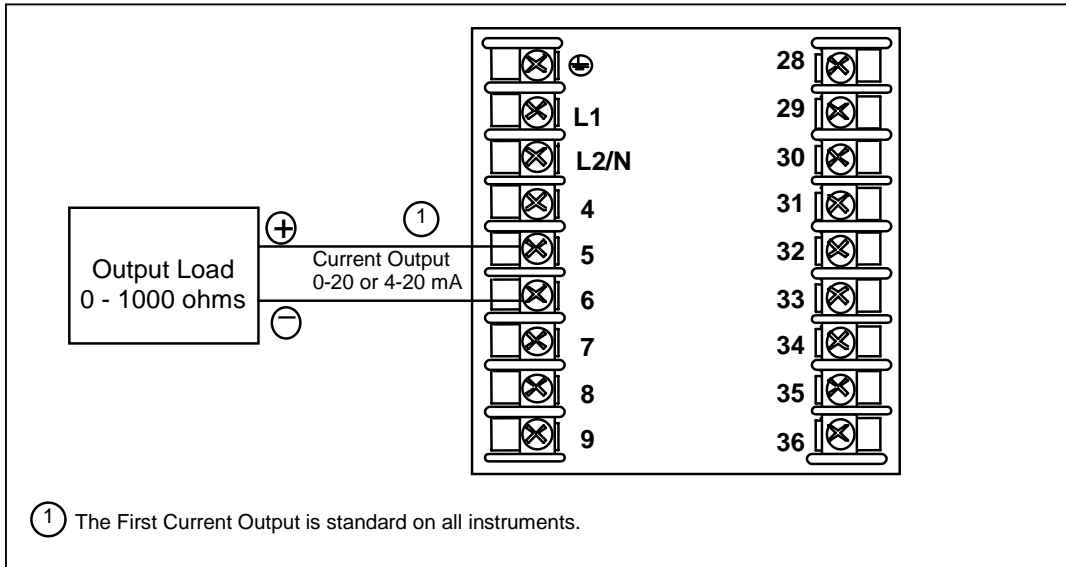 28
L1
29
L2/N
30
4
31
1
+
5
32
Current Output
0-20 or 4-20 mA
Output Load
0 - 1000 ohms
6
33
–
7
34
8
35
9
36
1 The First Current Output is standard on all instruments.